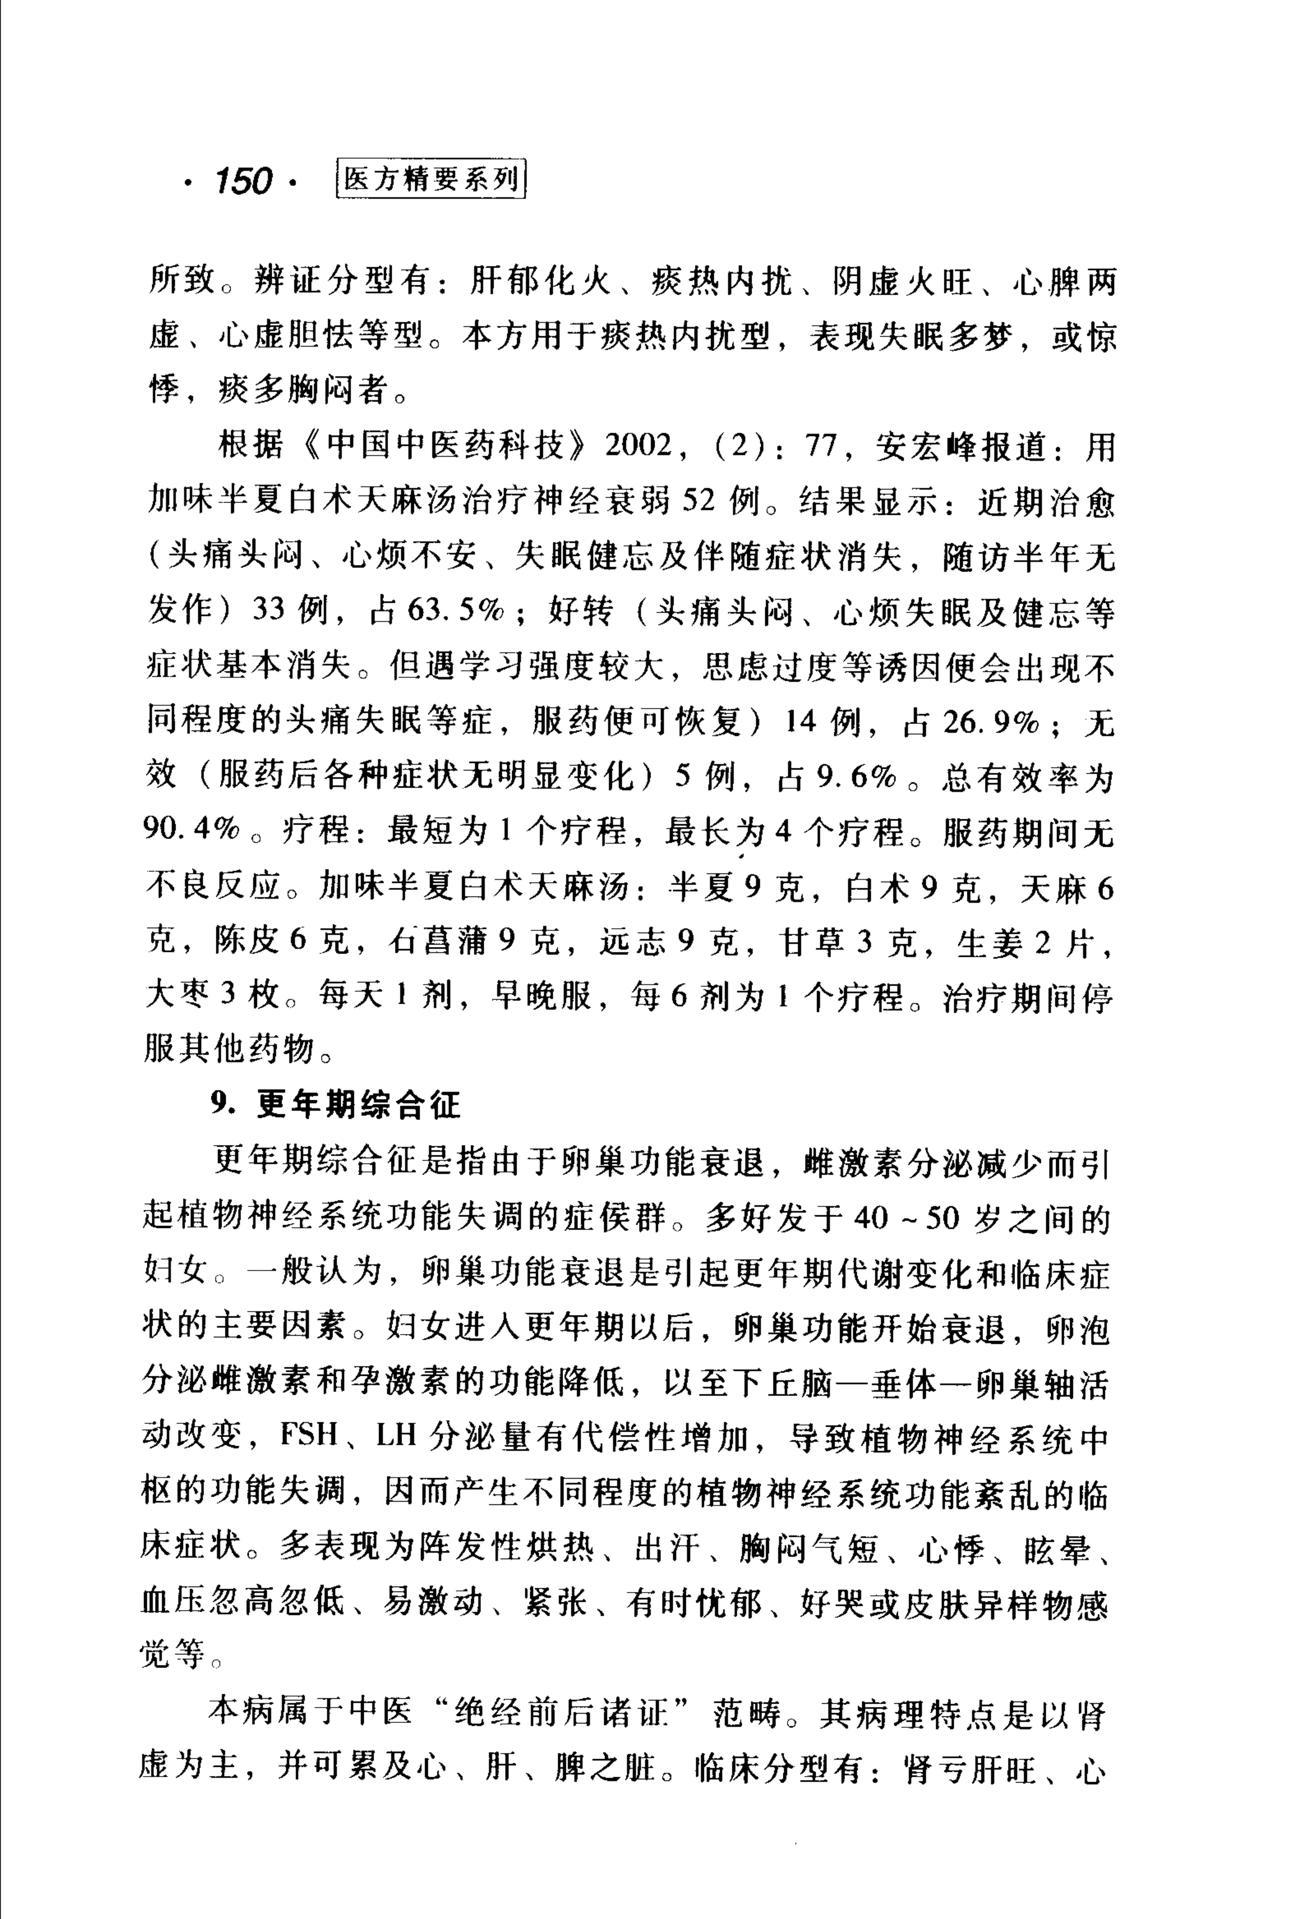 ·150· 医方精要系列
所致。辨证分型有：肝郁化火、痰热内扰、阴虚火旺、心脾两
虚、心虚胆怯等型。本方用于痰热内扰型，表现失眠多梦，或惊
悸，痰多胸闷者。
根据《中国中医药科技》2002，（2）：77，安宏峰报道：用
加味半夏白术天麻汤治疗神经衰弱52例。结果显示：近期治愈
（头痛头闷、心烦不安、失眠健忘及伴随症状消失，随访半年无
发作）33例，占63.5%；好转（头痛头闷、心烦失眠及健忘等
症状基本消失。但遇学习强度较大，思虑过度等诱因便会出现不
同程度的头痛失眠等症，服药便可恢复）14例，占26.9%；无
效（服药后各种症状无明显变化）5例，占9.6%。总有效率为
90.4%。疗程：最短为1个疗程，最长为4个疗程。服药期间无
不良反应。加味半夏白术天麻汤：半夏9克，白术9克，天麻6
克，陈皮6克，石菖蒲9克，远志9克，甘草3克，生姜2片，
大枣3枚。每天1剂，早晚服，每6剂为1个疗程。治疗期间停
服其他药物。
9. 更年期综合征
更年期综合征是指由于卵巢功能衰退，雌激素分泌减少而引
起植物神经系统功能失调的症侯群。多好发于40~50岁之间的
妇女。一般认为，卵巢功能衰退是引起更年期代谢变化和临床症
状的主要因素。妇女进入更年期以后，卵巢功能开始衰退，卵泡
分泌雌激素和孕激素的功能降低，以至下丘脑—垂体—卵巢轴活
动改变，FSH、LH分泌量有代偿性增加，导致植物神经系统中
枢的功能失调，因而产生不同程度的植物神经系统功能紊乱的临
床症状。多表现为阵发性烘热、出汗、胸闷气短、心悸、眩晕、
血压忽高忽低、易激动、紧张、有时忧郁、好哭或皮肤异样物感
觉等。
本病属于中医“绝经前后诸证”范畴。其病理特点是以肾
虚为主，并可累及心、肝、脾之脏。临床分型有：肾亏肝旺、心